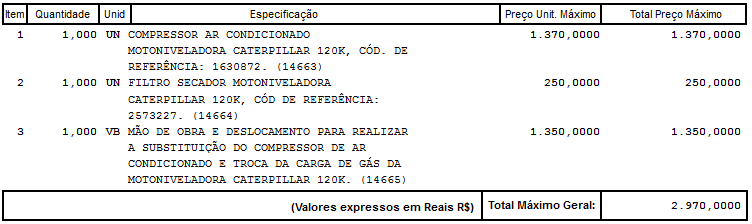 Item Quantidade Unid Especificação Preço Unit. Máximo Total Preço Máximo
1 1,000 UN COMPRESSOR AR CONDICIONADO 1.370,0000 1.370,0000
MOTONIVELADORA CATERPILLAR 120K, CÓD. DE
REFERÊNCIA: 1630872. (14663)
2 1,000 UN FILTRO SECADOR MOTONIVELADORA 250,0000 250,0000
CATERPILLAR 120K, CÓD DE REFERÊNCIA:
2573227. (14664)
3 1,000 VB MÃO DE OBRA E DESLOCAMENTO PARA REALIZAR 1.350,0000 1.350,0000
A SUBSTITUIÇÃO DO COMPRESSOR DE AR
CONDICIONADO E TROCA DA CARGA DE GÁS DA
MOTONIVELADORA CATERPILLAR 120K. (14665)
(Valores expressos em Reais R$) Total Máximo Geral: 2.970,0000